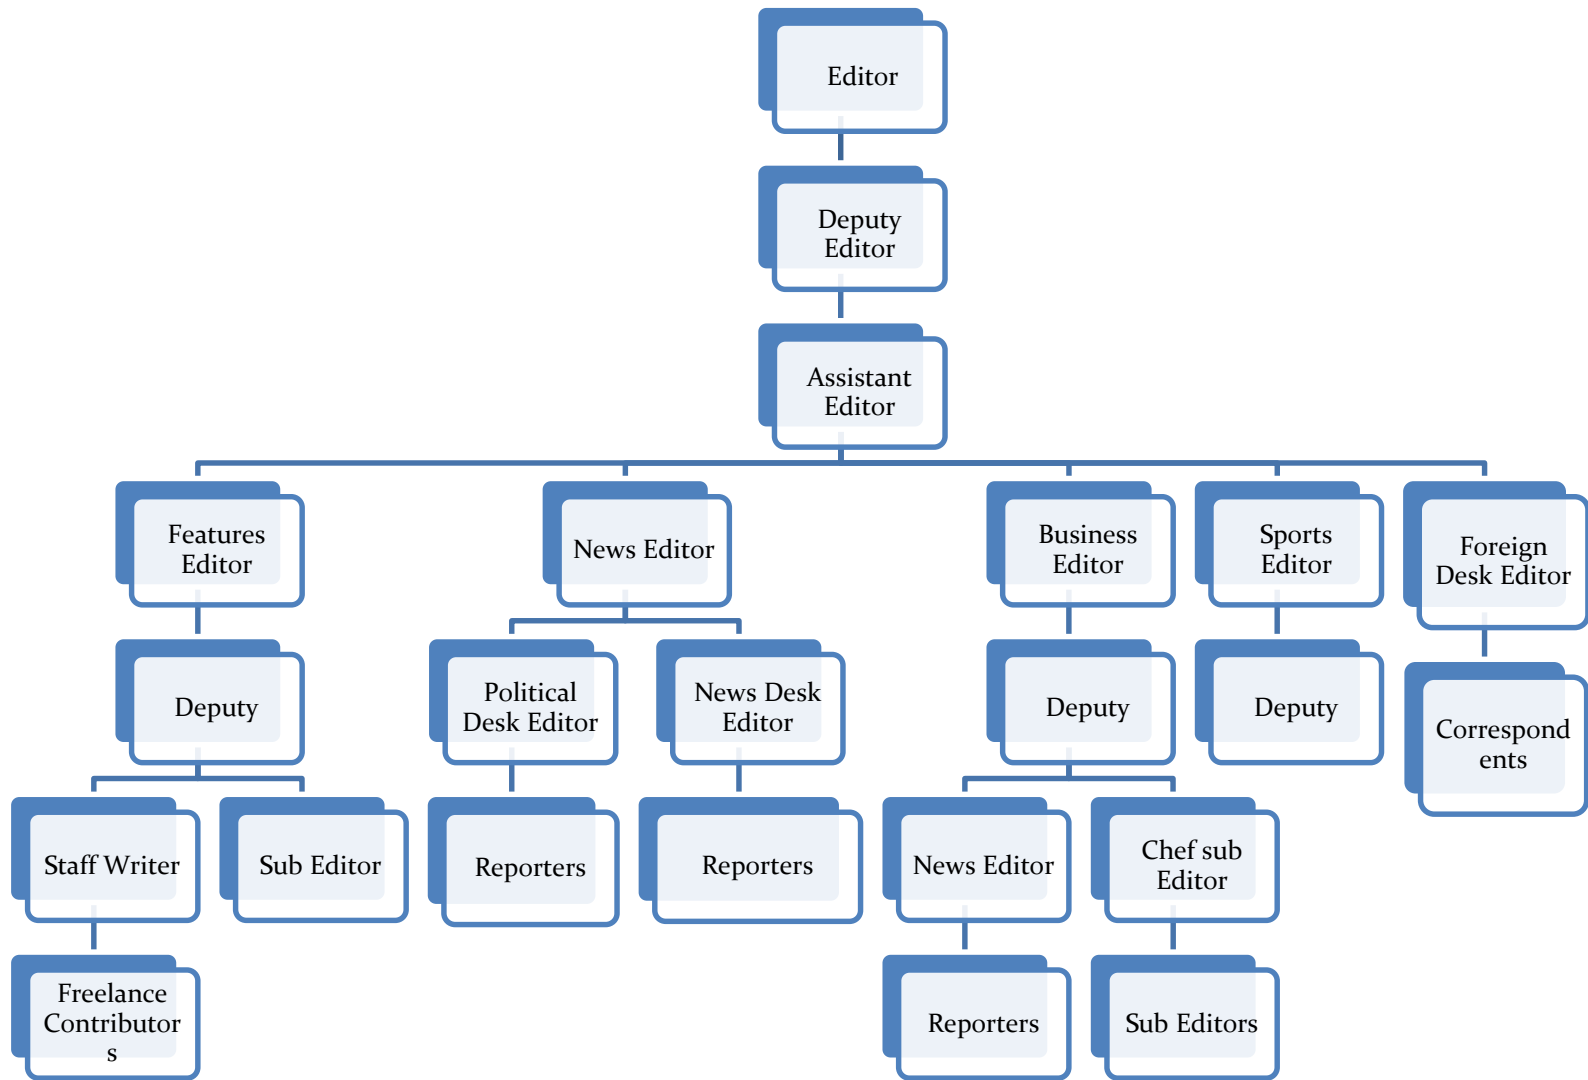 Editor
Deputy
Editor
Assistant
Editor
Features
Editor
News Editor
Business
Editor
Sports
Editor
Foreign
Desk Editor
Deputy
Political
Desk Editor
News Desk
Editor
Deputy
Deputy
Correspond
ents
Staff Writer
Sub Editor
Reporters
Reporters
News Editor
Chef sub
Editor
Freelance
Contributor
s
Reporters
Sub Editors